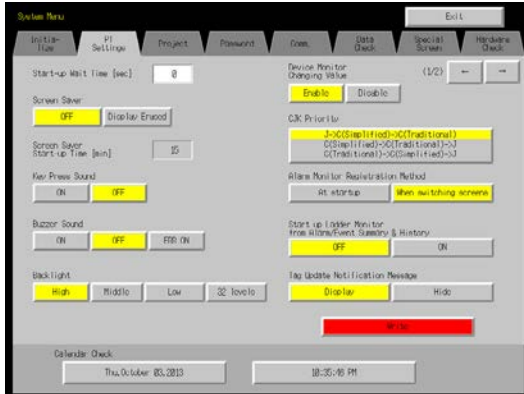 System Menu
Exit
Initia-
lize
PI
Settings
Project
Password
Comm.
Data
Check
Special
Screen
Hardware
Check
Start-up Wait Time [sec]
0
Device Monitor
Changing Value
(1/2)
←
→
Enable
Disable
Screen Saver
OFF
Display Erased
CJK Priority
J->C(Simplified)->C(Traditional)
C(Simplified)->C(Traditional)->J
C(Traditional)->C(Simplified)->J
Screen Saver
Start-up Time [min]
15
Key Press Sound
ON
OFF
Alarm Monitor Registration Method
At startup
When switching screens
Buzzer Sound
ON
OFF
ERR ON
Start up Ladder Monitor
from Alarm/Event Summary & History
OFF
ON
Backlight
High
Middle
Low
32 levels
Tag Update Notification Message
Display
Hide
Write
Calendar Check
Thu,October 03,2013
10:35:46 PM